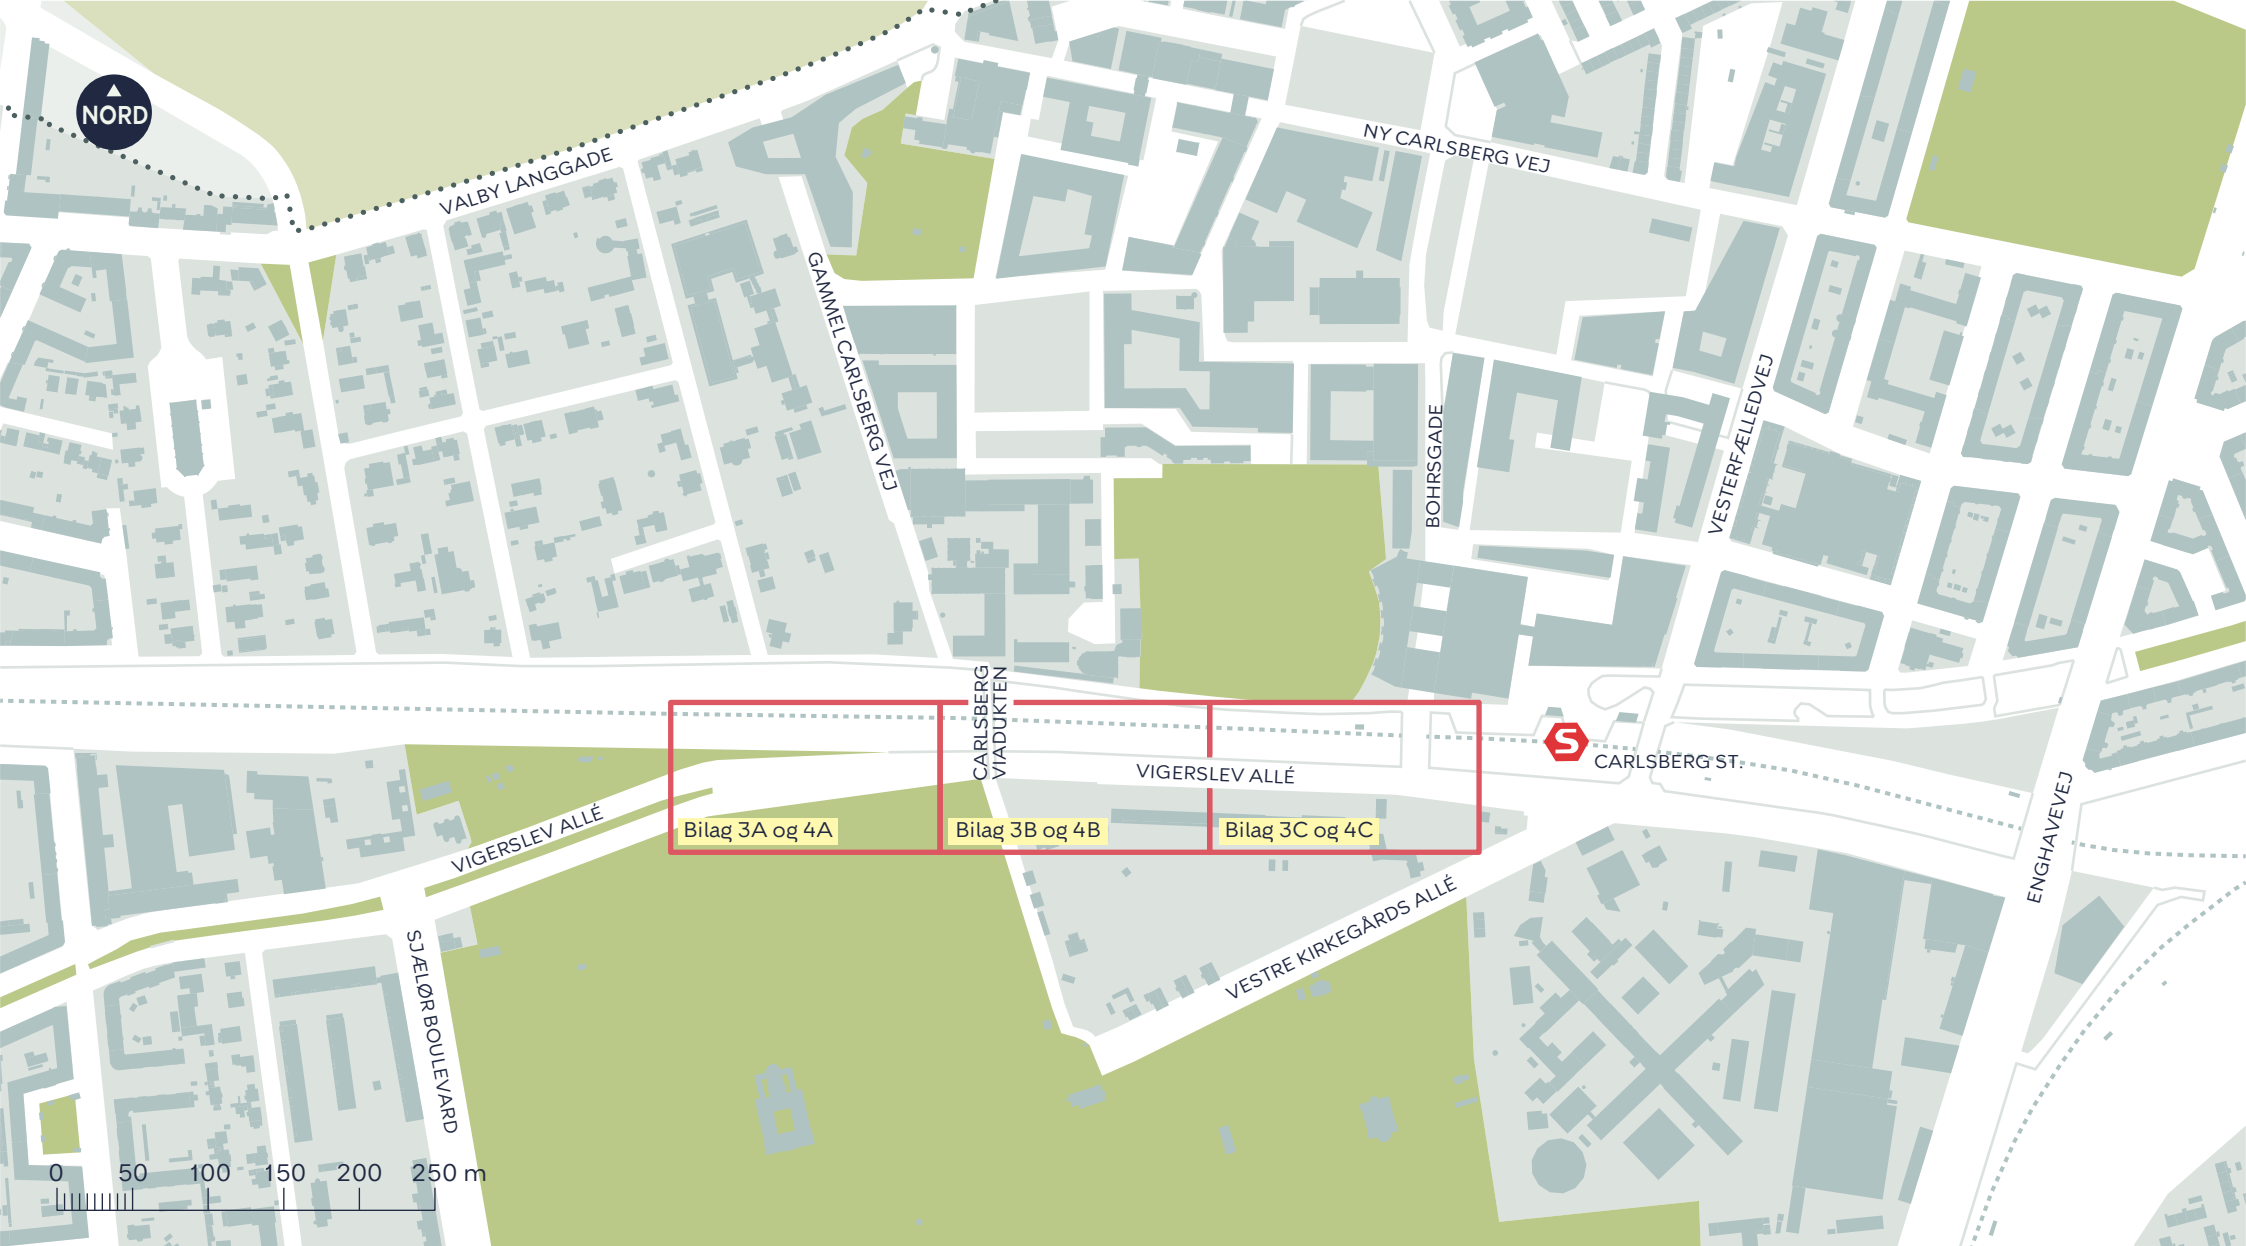 NORD
VALBY LANGGADE
NY CARLSBERG VEJ
GAMMEL CARLSBERG VEJ
BOHRSGADE
VESTERFÆLLEDVEJ
CARLSBERG
VIADUKTEN
S
CARLSBERG ST.
VIGERSLEV ALLÉ
ENGHAVEVEJ
VIGERSLEV ALLÉ
Bilag 3A og 4A
Bilag 3B og 4B
Bilag 3C og 4C
VESTRE KIRKEGÅRDS ALLÉ
SJÆLØR BOULEVARD
0 50 100 150 200 250 m